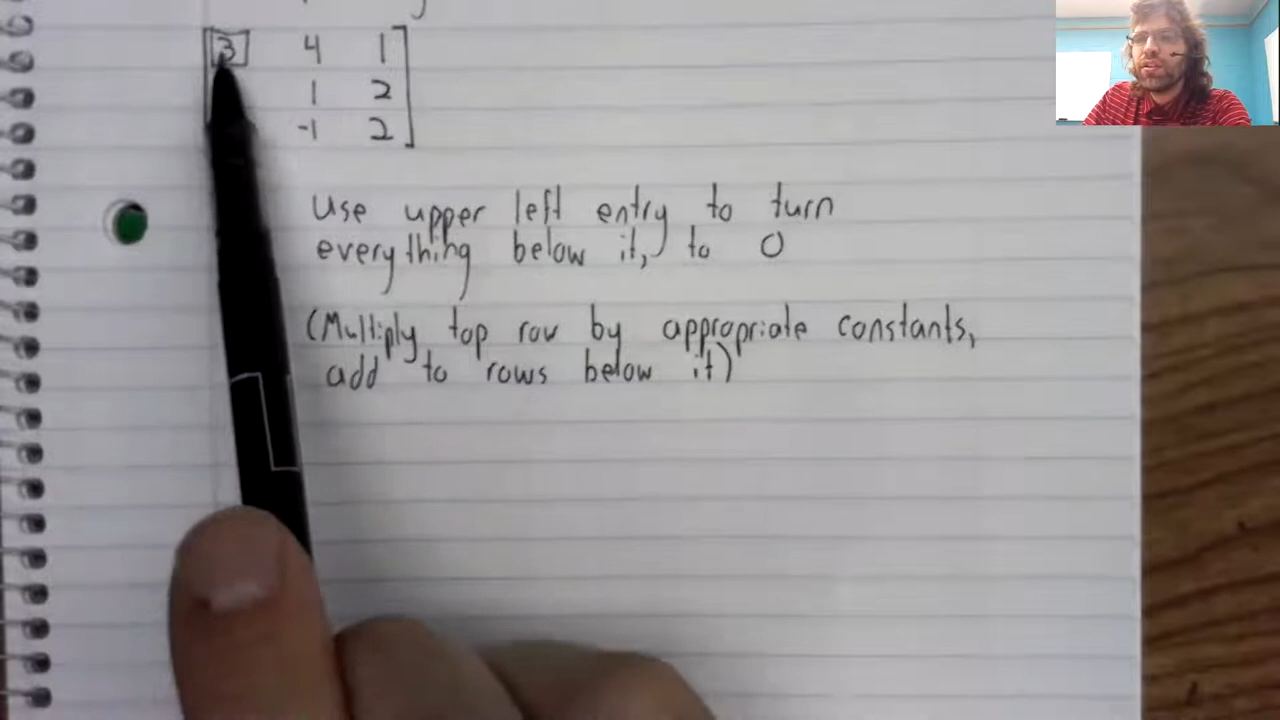 3 4 1
1 2
-1 2
Use upper left entry to turn
everything below it, to 0
(Multiply top row by appropriate constants,
add to rows below it)